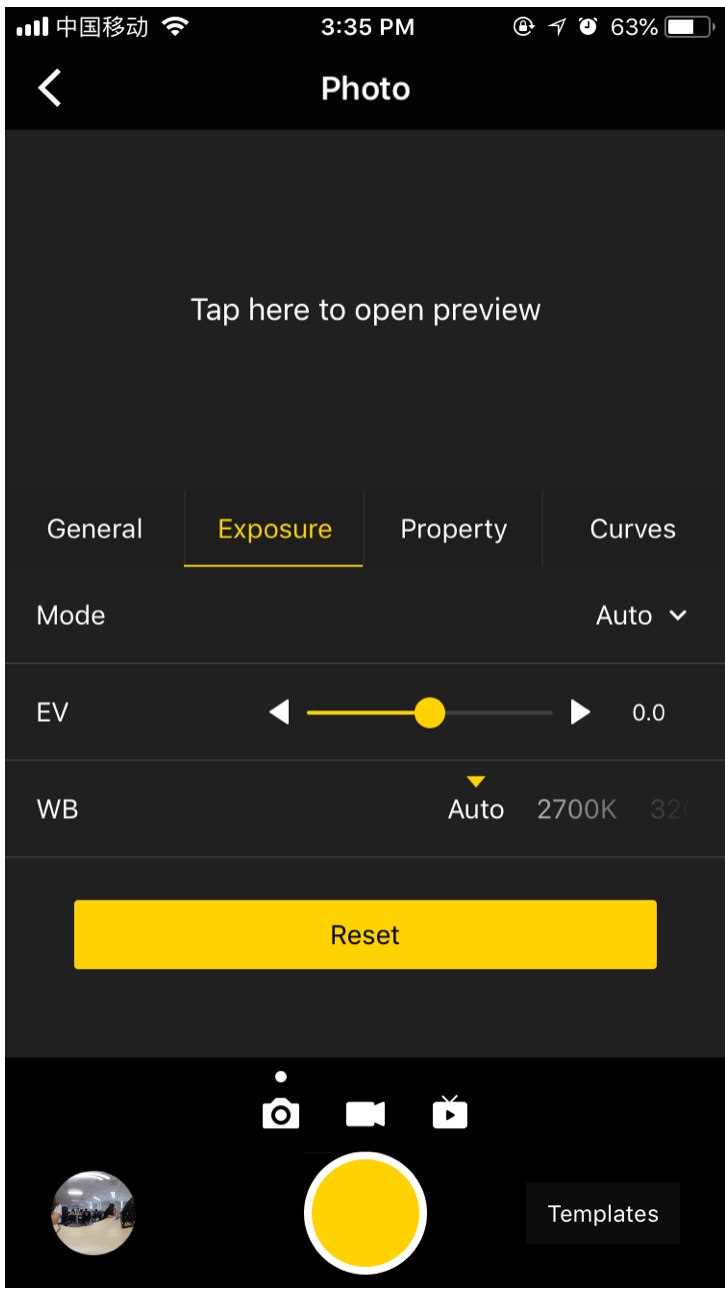 中国移动 3:35 PM 63%
Photo
Tap here to open preview
General Exposure Property Curves
Mode Auto
EV 0.0
WB Auto 2700K
Reset
Templates